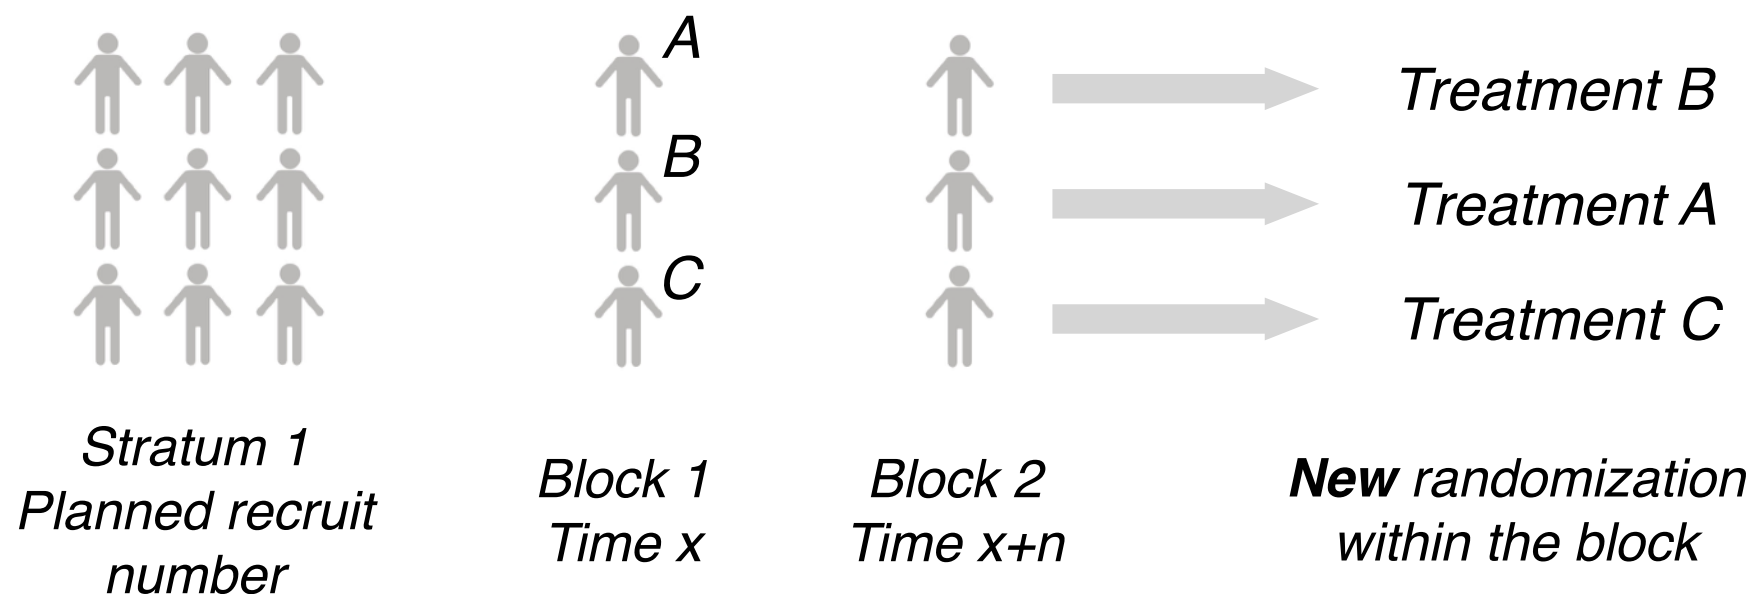 A
B
C
Treatment B
Treatment A
Treatment C
Stratum 1
Planned recruit
number
Block 1
Time x
Block 2
Time x+n
New randomization
within the block